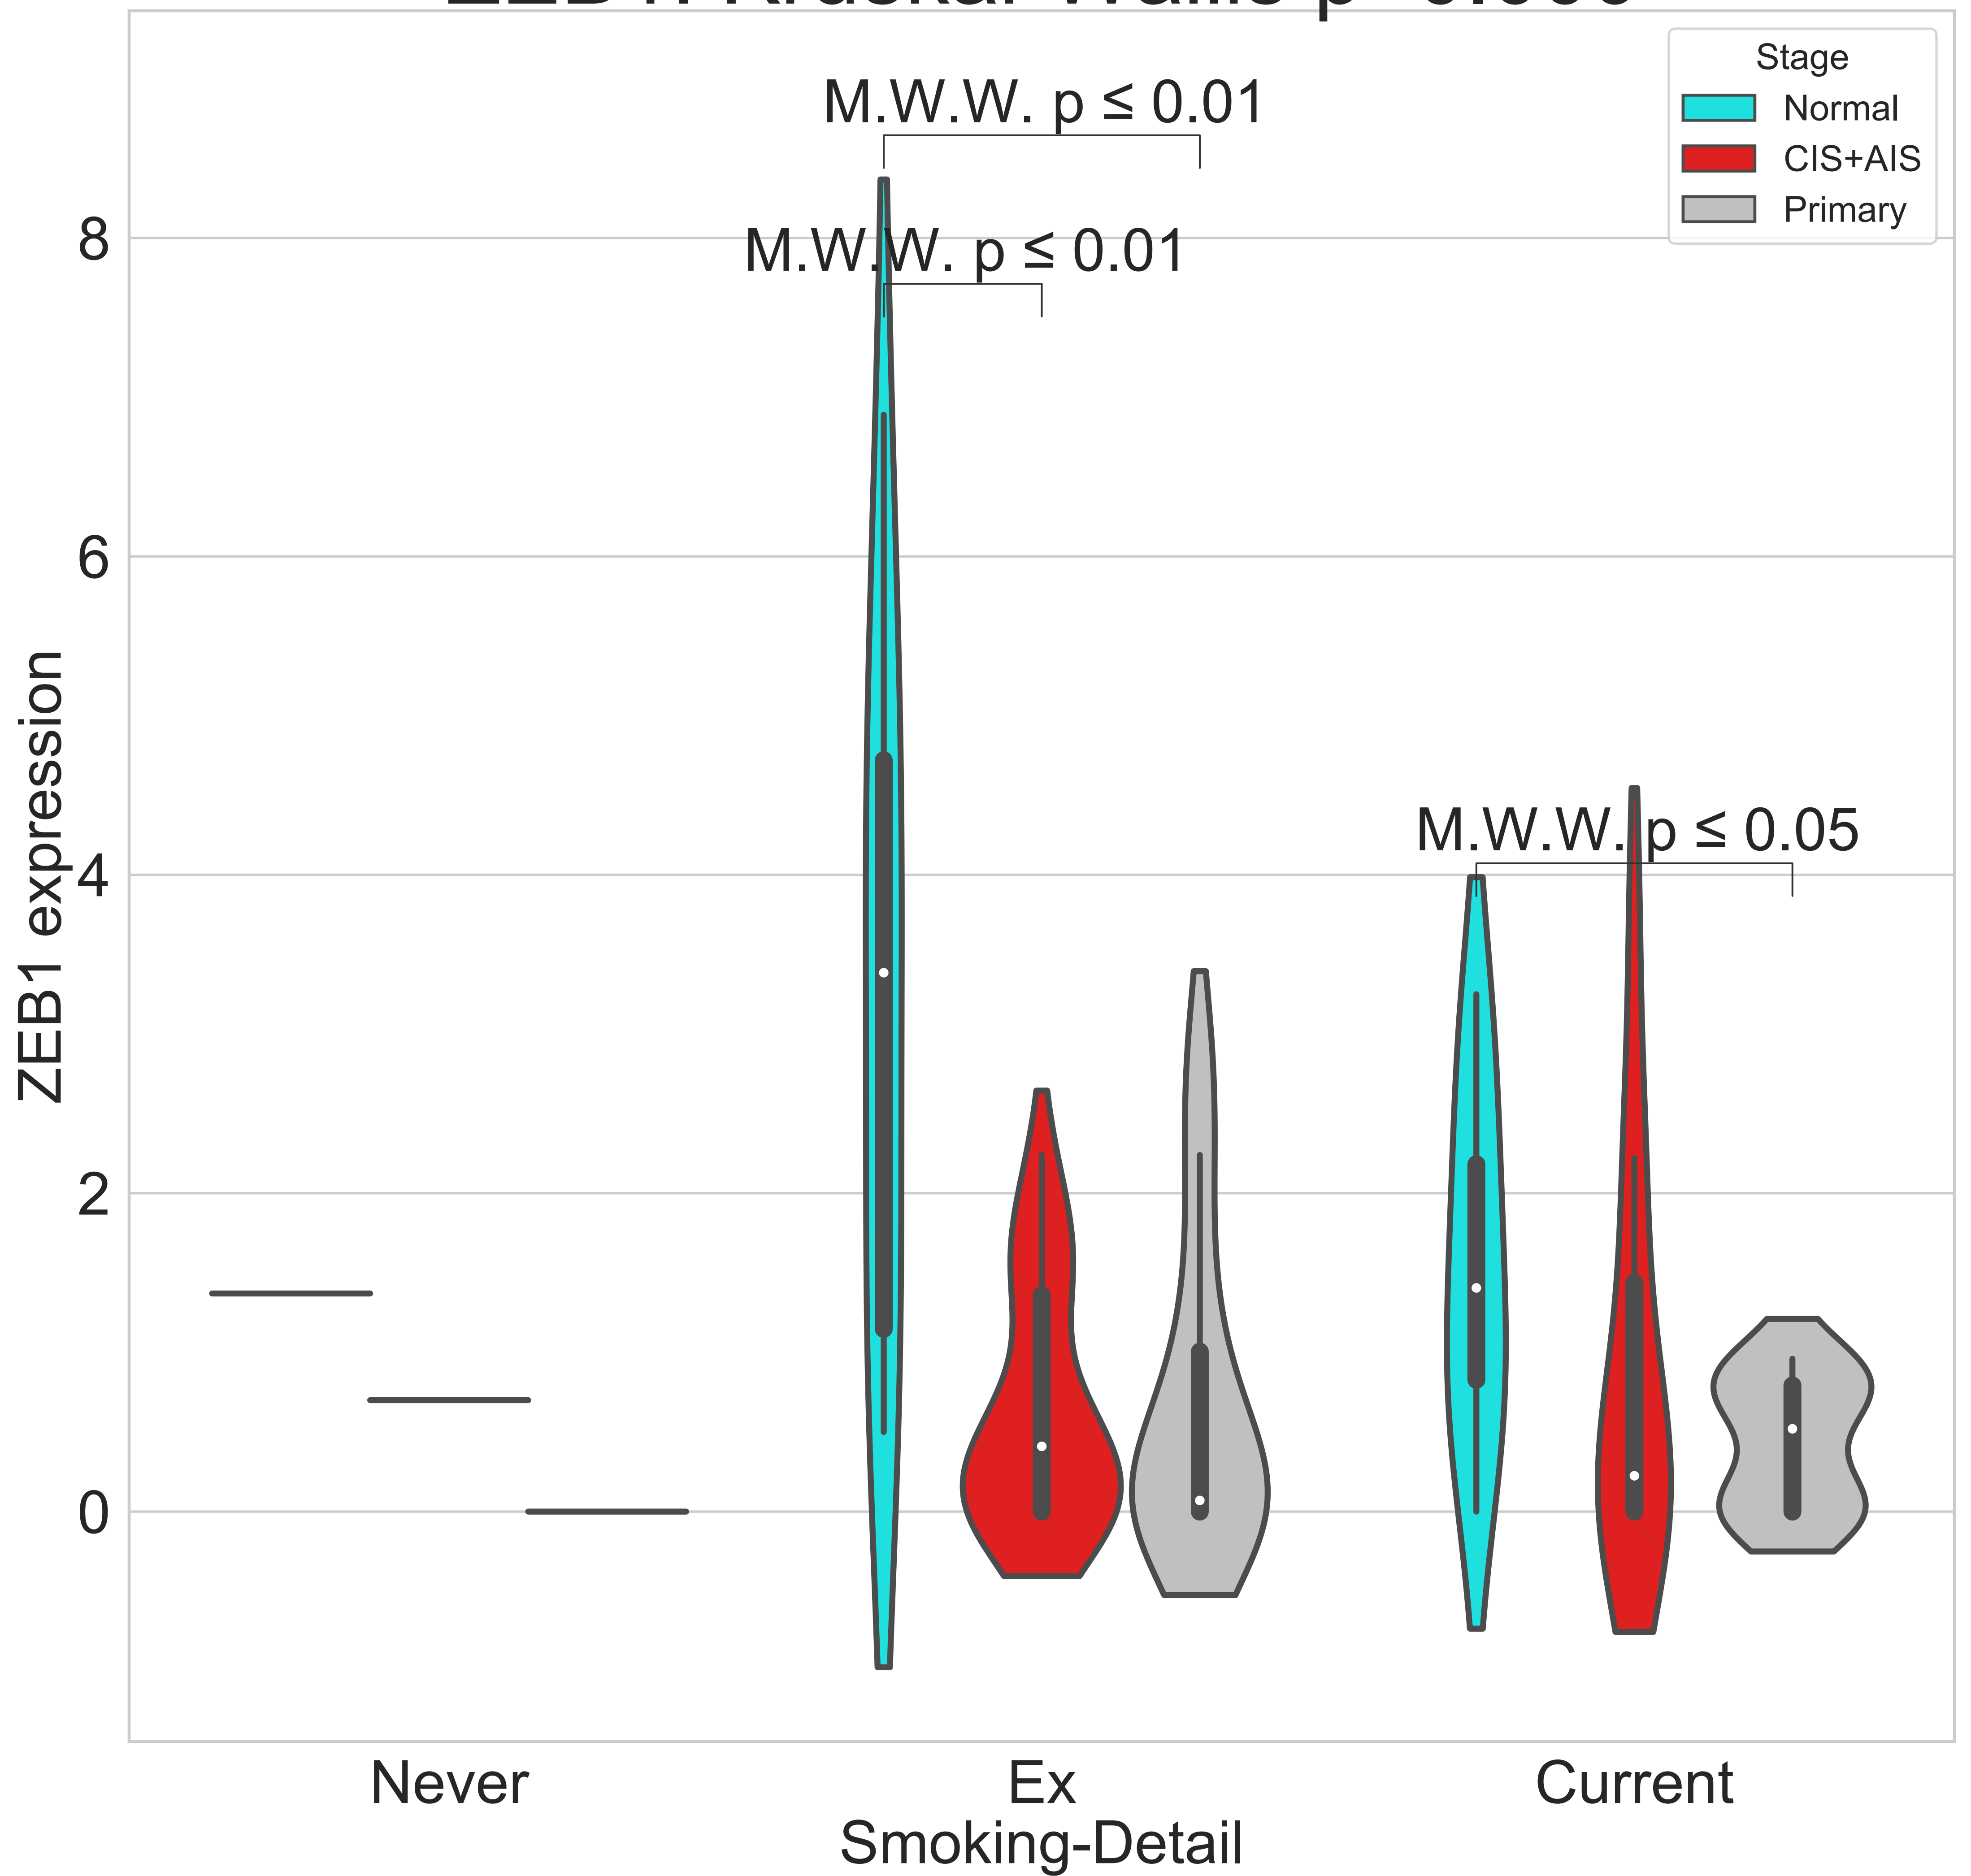 M.W.W. p ≤ 0.01
M.W.W. p ≤ 0.01
M.W.W. p ≤ 0.05
Stage
Normal
CIS+AIS
Primary
8
6
4
2
0
ZEB1 expression
Never
Ex
Current
Smoking-Detail